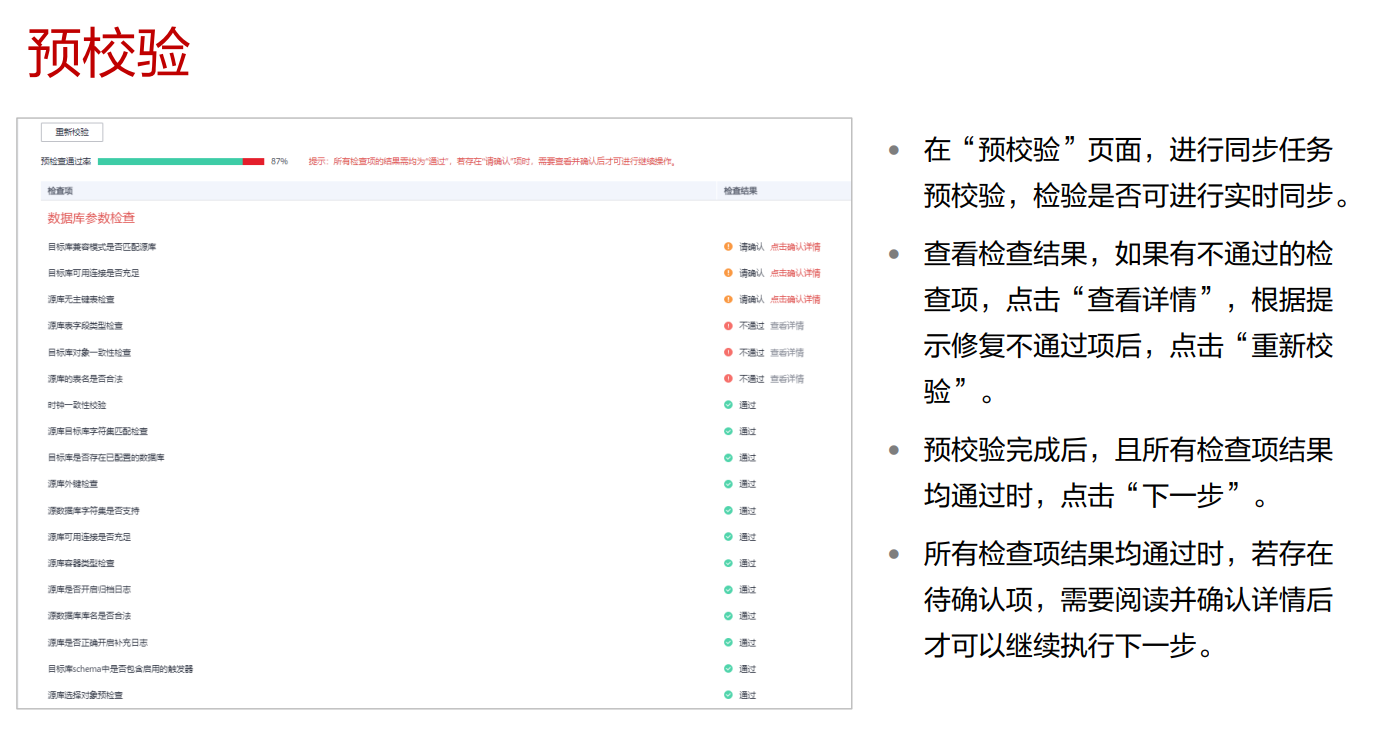 预校验
重新校验
预检查通过率 87% 提示：所有检查项的结果需均为“通过”，若存在“请确认”项时，需要查看并确认后才可进行继续操作。
检查项 检查结果
数据库参数检查
目标库兼容模式是否匹配源库 请确认 点击确认详情
目标库可用连接是否充足 请确认 点击确认详情
源库无主键表检查 请确认 点击确认详情
源库表字段类型检查 不通过 查看详情
目标库对象一致性检查 不通过 查看详情
源库的表名是否合法 不通过 查看详情
时钟一致性校验 通过
源库目标库字符集匹配检查 通过
目标库是否存在已配置的数据库 通过
源库外键检查 通过
源数据库字符集是否支持 通过
源库可用连接是否充足 通过
源库容器类型检查 通过
源库是否开启归档日志 通过
源数据库库名是否合法 通过
源库是否正确开启补充日志 通过
目标库schema中是否包含启用的触发器 通过
源库选择对象预检查 通过
在“预校验”页面，进行同步任务
预校验，检验是否可进行实时同步。
查看检查结果，如果有不通过的检
查项，点击“查看详情”，根据提
示修复不通过项后，点击“重新校
验”。
预校验完成后，且所有检查项结果
均通过时，点击“下一步”。
所有检查项结果均通过时，若存在
待确认项，需要阅读并确认详情后
才可以继续执行下一步。